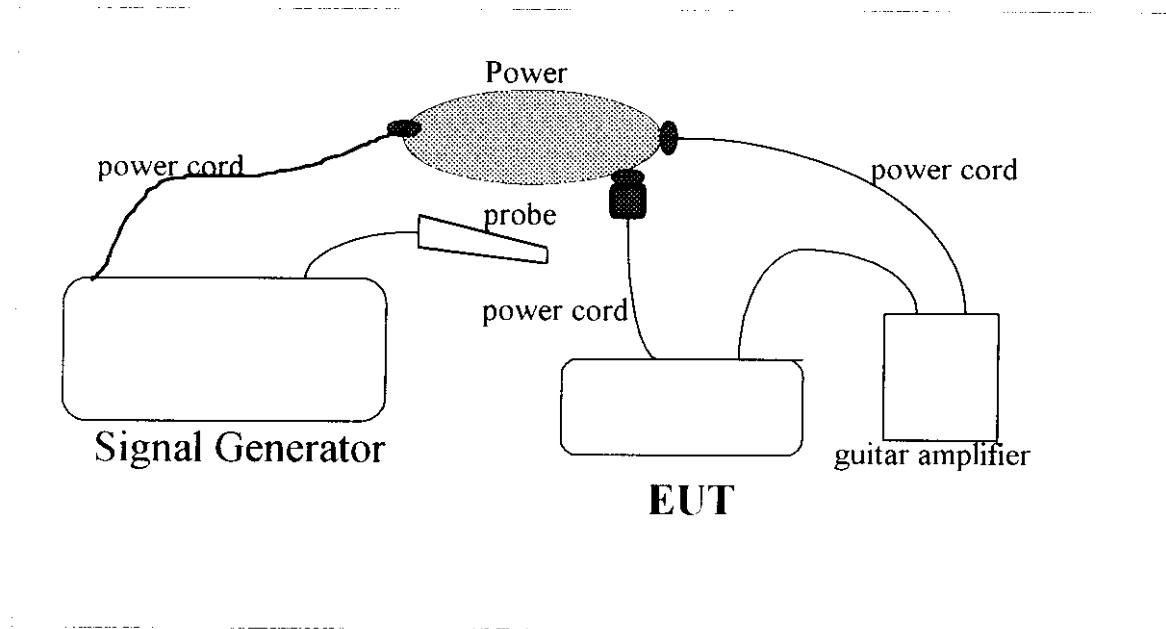 Power
power cord
power cord
probe
power cord
Signal Generator
guitar amplifier
EUT